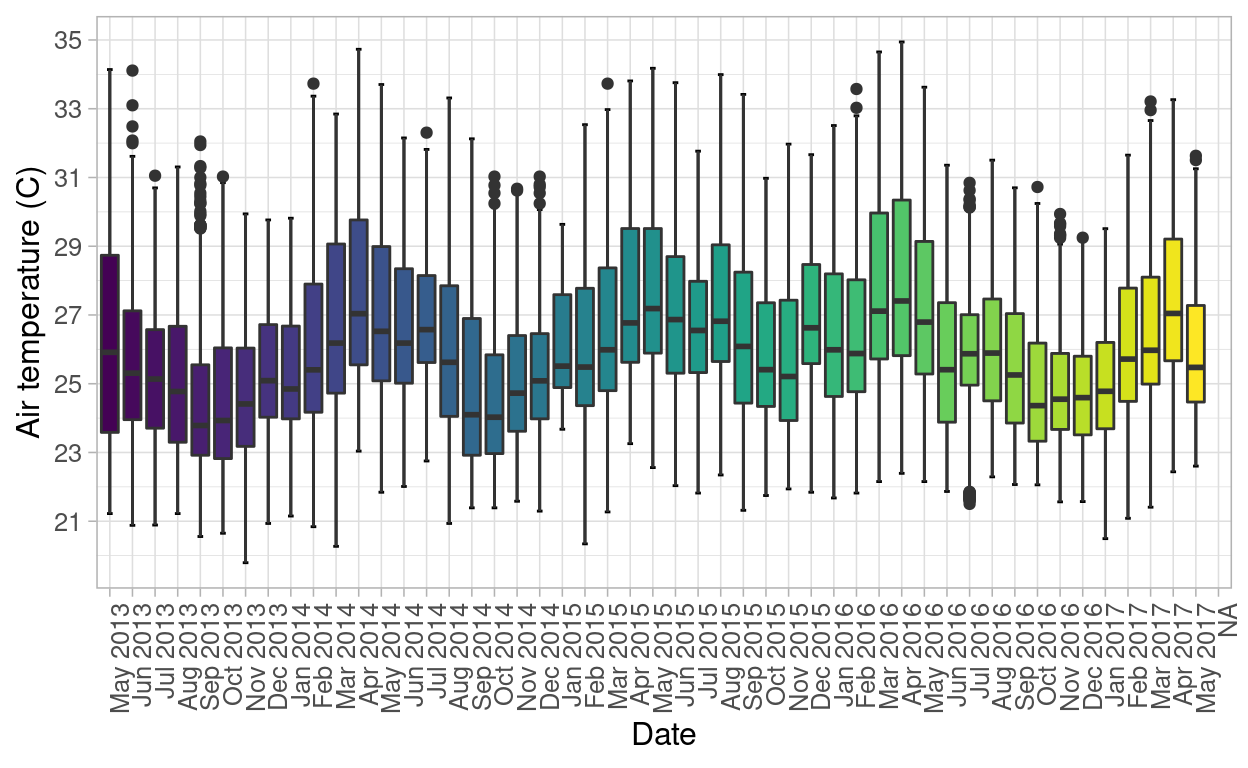 Air temperature (C)
35
33
31
29
27
25
23
21
May 2013
Jun 2013
Jul 2013
Aug 2013
Sep 2013
Oct 2013
Nov 2013
Dec 2013
Jan 2014
Feb 2014
Mar 2014
Apr 2014
May 2014
Jun 2014
Jul 2014
Aug 2014
Sep 2014
Oct 2014
Nov 2014
Dec 2014
Jan 2015
Feb 2015
Mar 2015
Apr 2015
May 2015
Jun 2015
Jul 2015
Aug 2015
Sep 2015
Oct 2015
Nov 2015
Dec 2015
Jan 2016
Feb 2016
Mar 2016
Apr 2016
May 2016
Jun 2016
Jul 2016
Aug 2016
Sep 2016
Oct 2016
Nov 2016
Dec 2016
Jan 2017
Feb 2017
Mar 2017
Apr 2017
May 2017
NA
Date